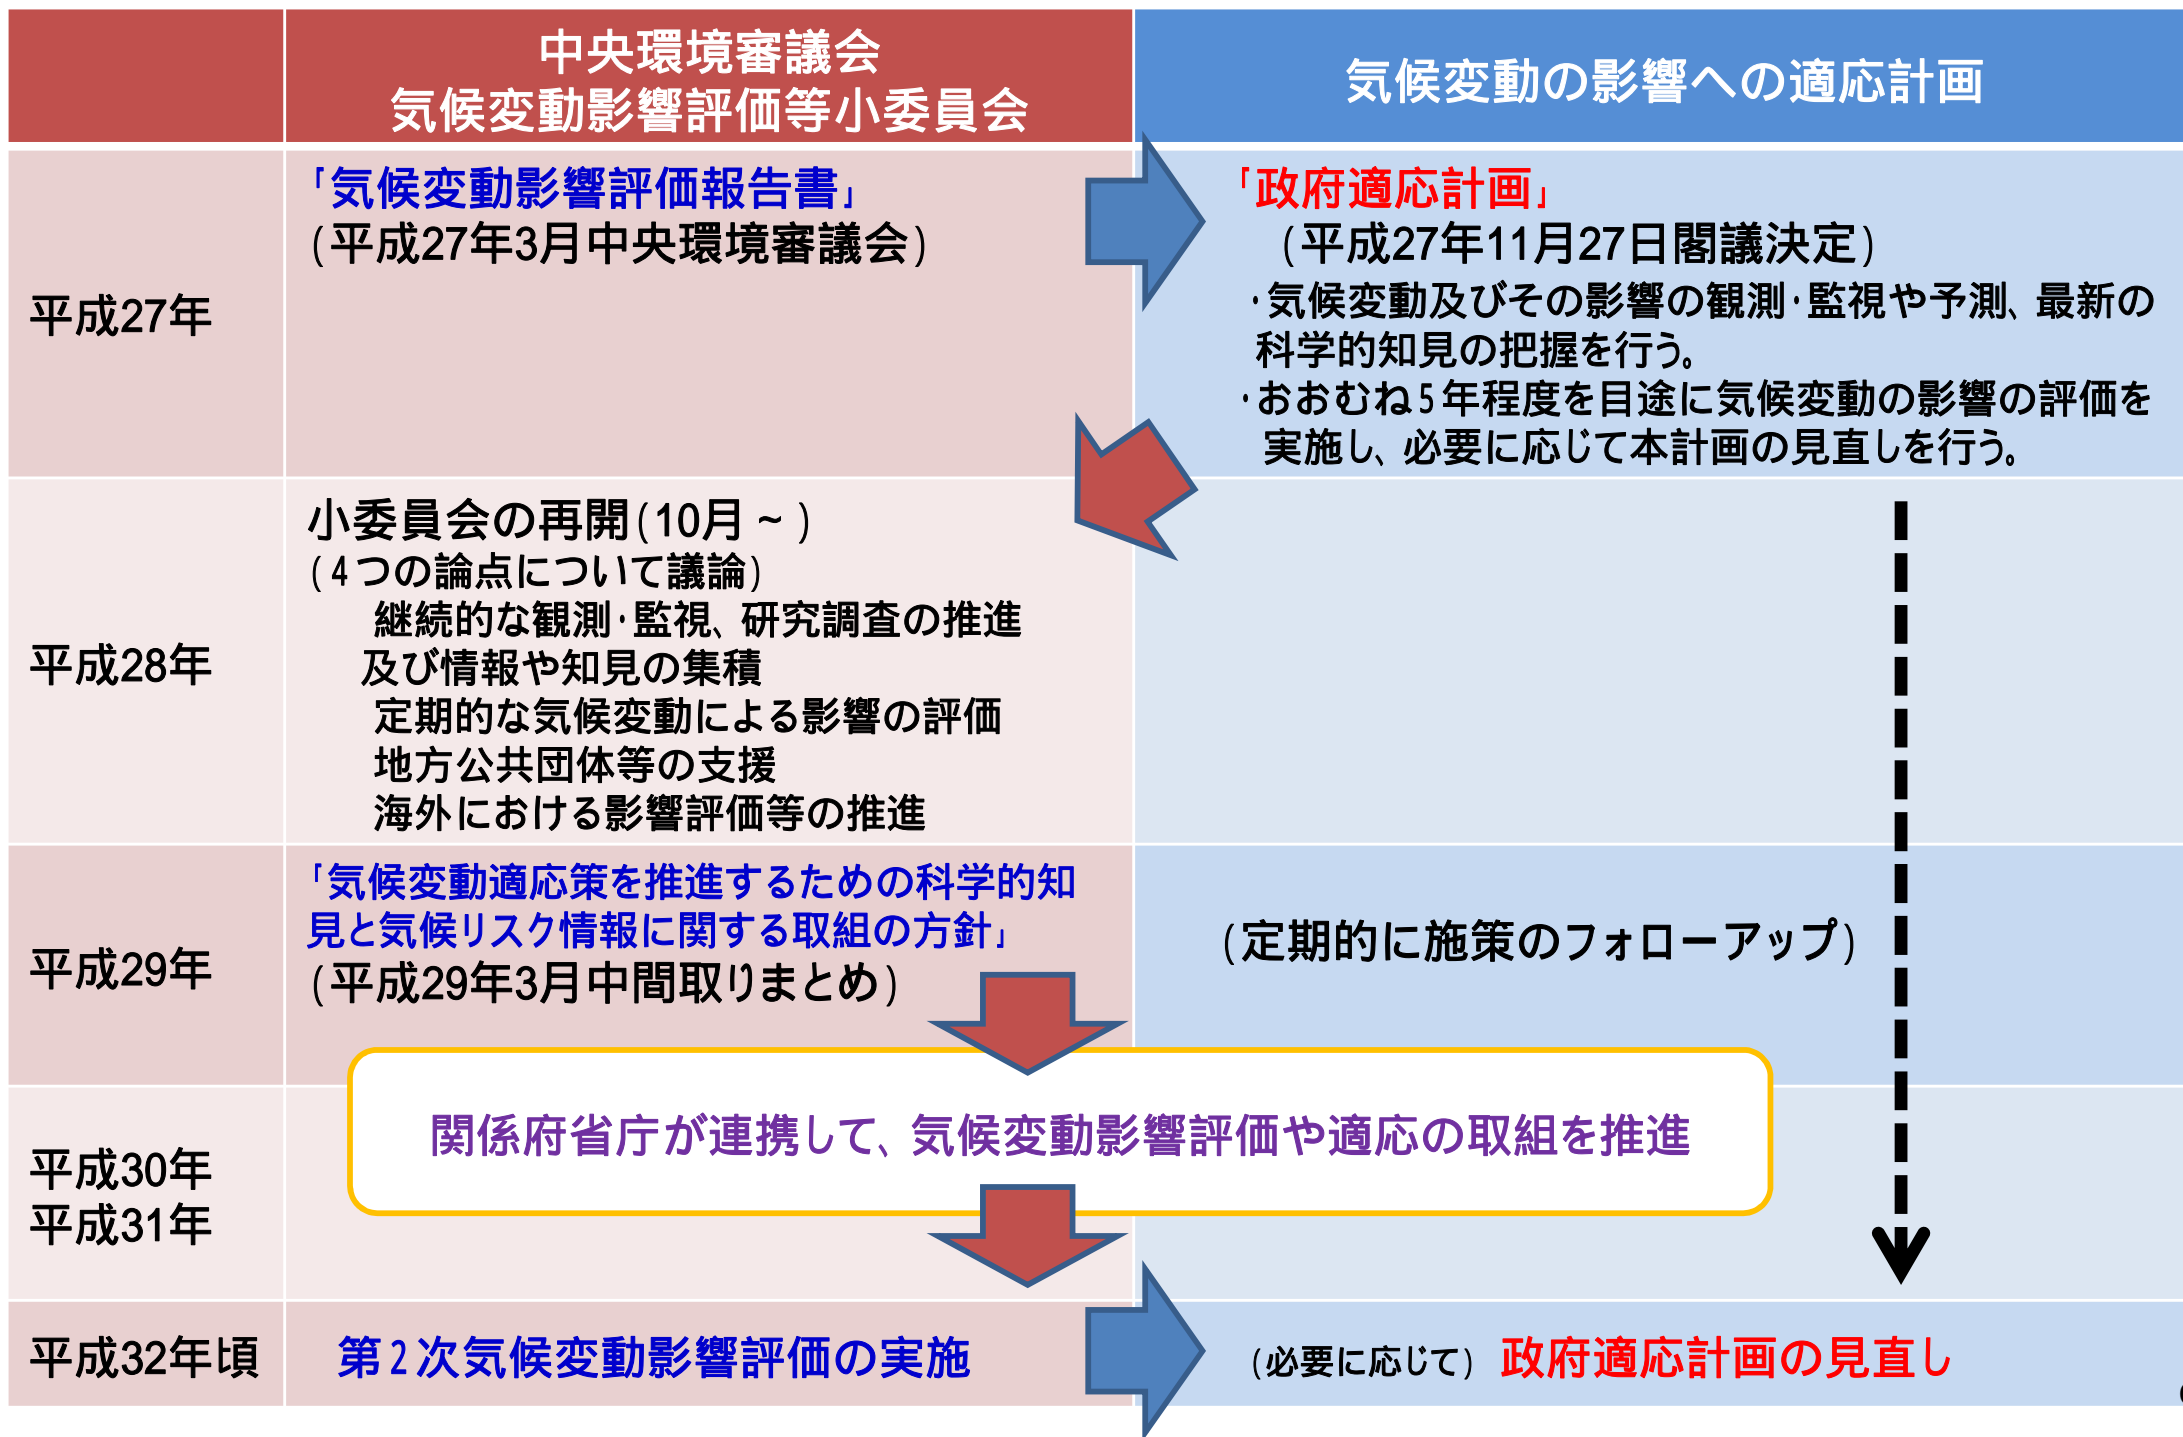 中央環境審議会
気候変動影響評価等小委員会
気候変動の影響への適応計画
平成27年
「気候変動影響評価報告書」
(平成27年3月中央環境審議会)
「政府適応計画」
(平成27年11月27日閣議決定)
・気候変動及びその影響の観測・監視や予測、最新の
科学的知見の把握を行う。
・おおむね5年程度を目途に気候変動の影響の評価を
実施し、必要に応じて本計画の見直しを行う。
平成28年
小委員会の再開(10月~)
(4つの論点について議論)
継続的な観測・監視、研究調査の推進
及び情報や知見の集積
定期的な気候変動による影響の評価
地方公共団体等の支援
海外における影響評価等の推進
平成29年
「気候変動適応策を推進するための科学的知
見と気候リスク情報に関する取組の方針」
(平成29年3月中間取りまとめ)
(定期的に施策のフォローアップ)
関係府省庁が連携して、気候変動影響評価や適応の取組を推進
平成30年
平成31年
平成32年頃
第2次気候変動影響評価の実施
(必要に応じて) 政府適応計画の見直し